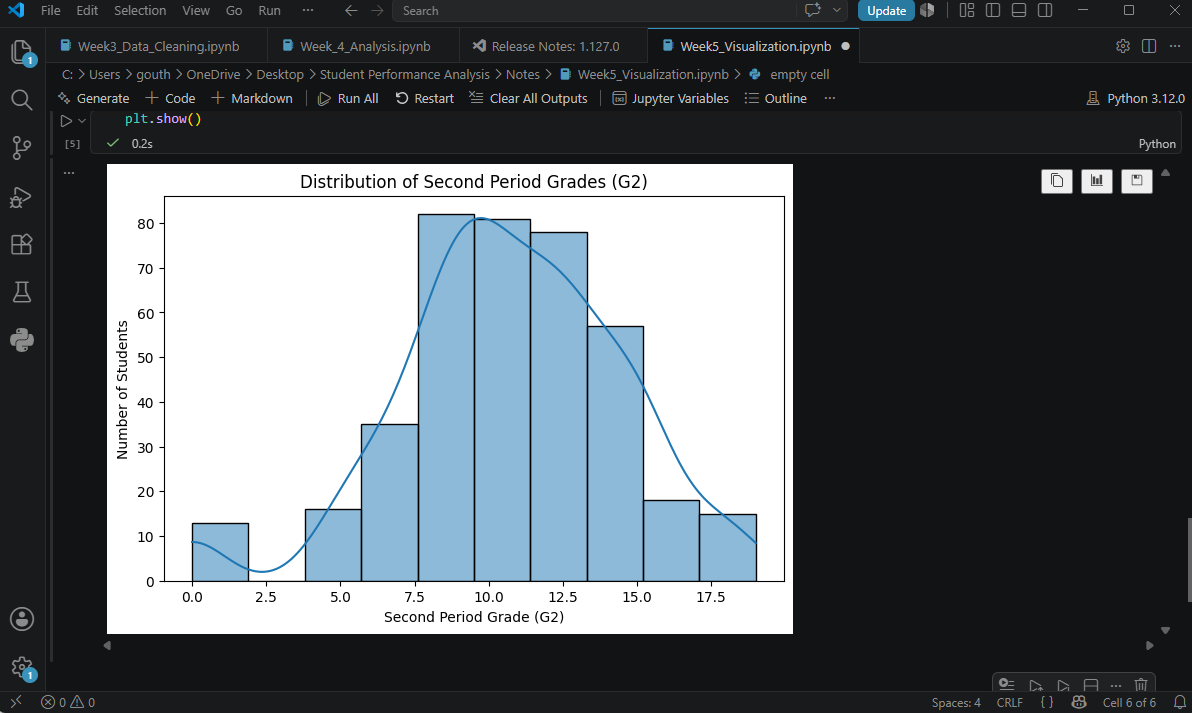 File Edit Selection View Go Run ··· Search Update
Week3_Data_Cleaning.ipynb Week_4_Analysis.ipynb Release Notes: 1.127.0 Week5_Visualization.ipynb
C: > Users > gouth > OneDrive > Desktop > Student Performance Analysis > Notes > Week5_Visualization.ipynb > empty cell
Generate + Code + Markdown Run All Restart Clear All Outputs Jupyter Variables Outline ··· Python 3.12.0
plt.show()
[5] 0.2s Python
Distribution of Second Period Grades (G2)
Number of Students
80
70
60
50
40
30
20
10
0
0.0 2.5 5.0 7.5 10.0 12.5 15.0 17.5
Second Period Grade (G2)
1
1
0 0 Spaces: 4 CRLF { } Cell 6 of 6